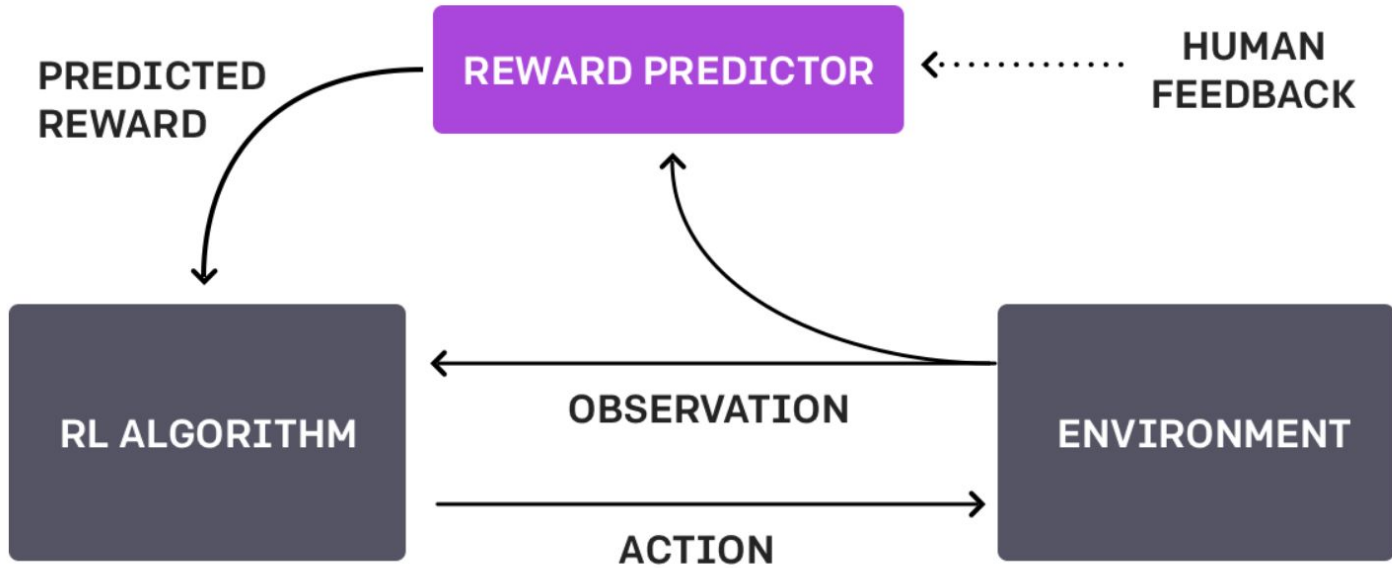 PREDICTED
REWARD
REWARD PREDICTOR
HUMAN
FEEDBACK
RL ALGORITHM
OBSERVATION
ACTION
ENVIRONMENT